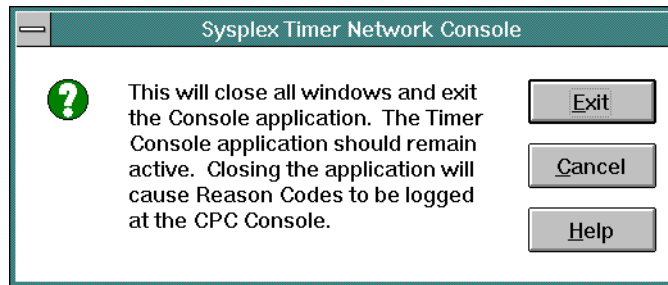 Sysplex Timer Network Console
This will close all windows and exit
the Console application. The Timer
Console application should remain
active. Closing the application will
cause Reason Codes to be logged
at the CPC Console.
Exit
Cancel
Help